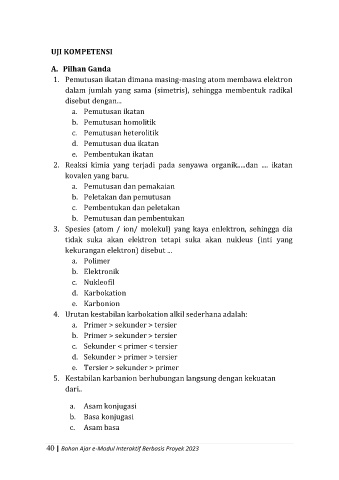 UJI KOMPETENSI
A. Pilhan Ganda
1. Pemutusan ikatan dimana masing-masing atom membawa elektron
dalam jumlah yang sama (simetris), sehingga membentuk radikal
disebut dengan...
a. Pemutusan ikatan
b. Pemutusan homolitik
c. Pemutusan heterolitik
d. Pemutusan dua ikatan
e. Pembentukan ikatan
2. Reaksi kimia yang terjadi pada senyawa organik.....dan .... ikatan
kovalen yang baru.
a. Pemutusan dan pemakaian
b. Peletakan dan pemutusan
c. Pembentukan dan peletakan
b. Pemutusan dan pembentukan
3. Spesies (atom / ion/ molekul) yang kaya enlektron, sehingga dia
tidak suka akan elektron tetapi suka akan nukleus (inti yang
kekurangan elektron) disebut ...
a. Polimer
b. Elektronik
c. Nukleofil
d. Karbokation
e. Karbonion
4. Urutan kestabilan karbokation alkil sederhana adalah:
a. Primer > sekunder > tersier
b. Primer > sekunder > tersier
c. Sekunder < primer < tersier
d. Sekunder > primer > tersier
e. Tersier > sekunder > primer
5. Kestabilan karbanion berhubungan langsung dengan kekuatan
dari..
a. Asam konjugasi
b. Basa konjugasi
c. Asam basa
40 | Bahan Ajar e-Modul Interaktif Berbasis Proyek 2023